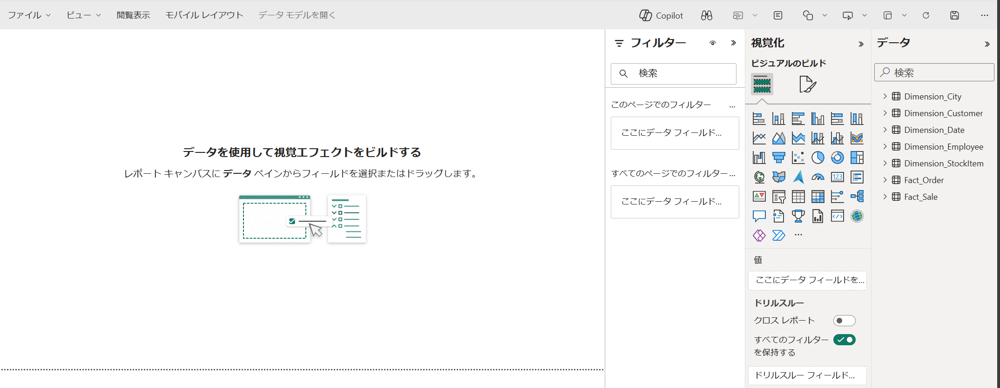 ファイル
ビュー
閲覧表示
モバイル レイアウト
データ モデルを開く
Copilot
データを使用して視覚エフェクトをビルドする
レポート キャンバスに データ ペインからフィールドを選択またはドラッグします。
フィルター
検索
このページでのフィルター
...
ここにデータ フィールド...
すべてのページでのフィルター...
ここにデータ フィールド...
視覚化
ビジュアルのビルド
123
値
ここにデータ フィールドを...
ドリルスルー
クロス レポート
すべてのフィルター
を保持する
ドリルスルー フィールド...
データ
検索
Dimension_City
Dimension_Customer
Dimension_Date
Dimension_Employee
Dimension_StockItem
Fact_Order
Fact_Sale